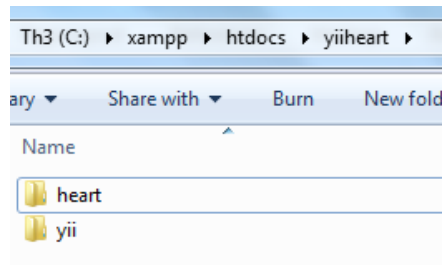 Th3 (C:) ▸ xampp ▸ htdocs ▸ yiiheart ▸
ary ▾ Share with ▾ Burn New fold
Name
heart
yii